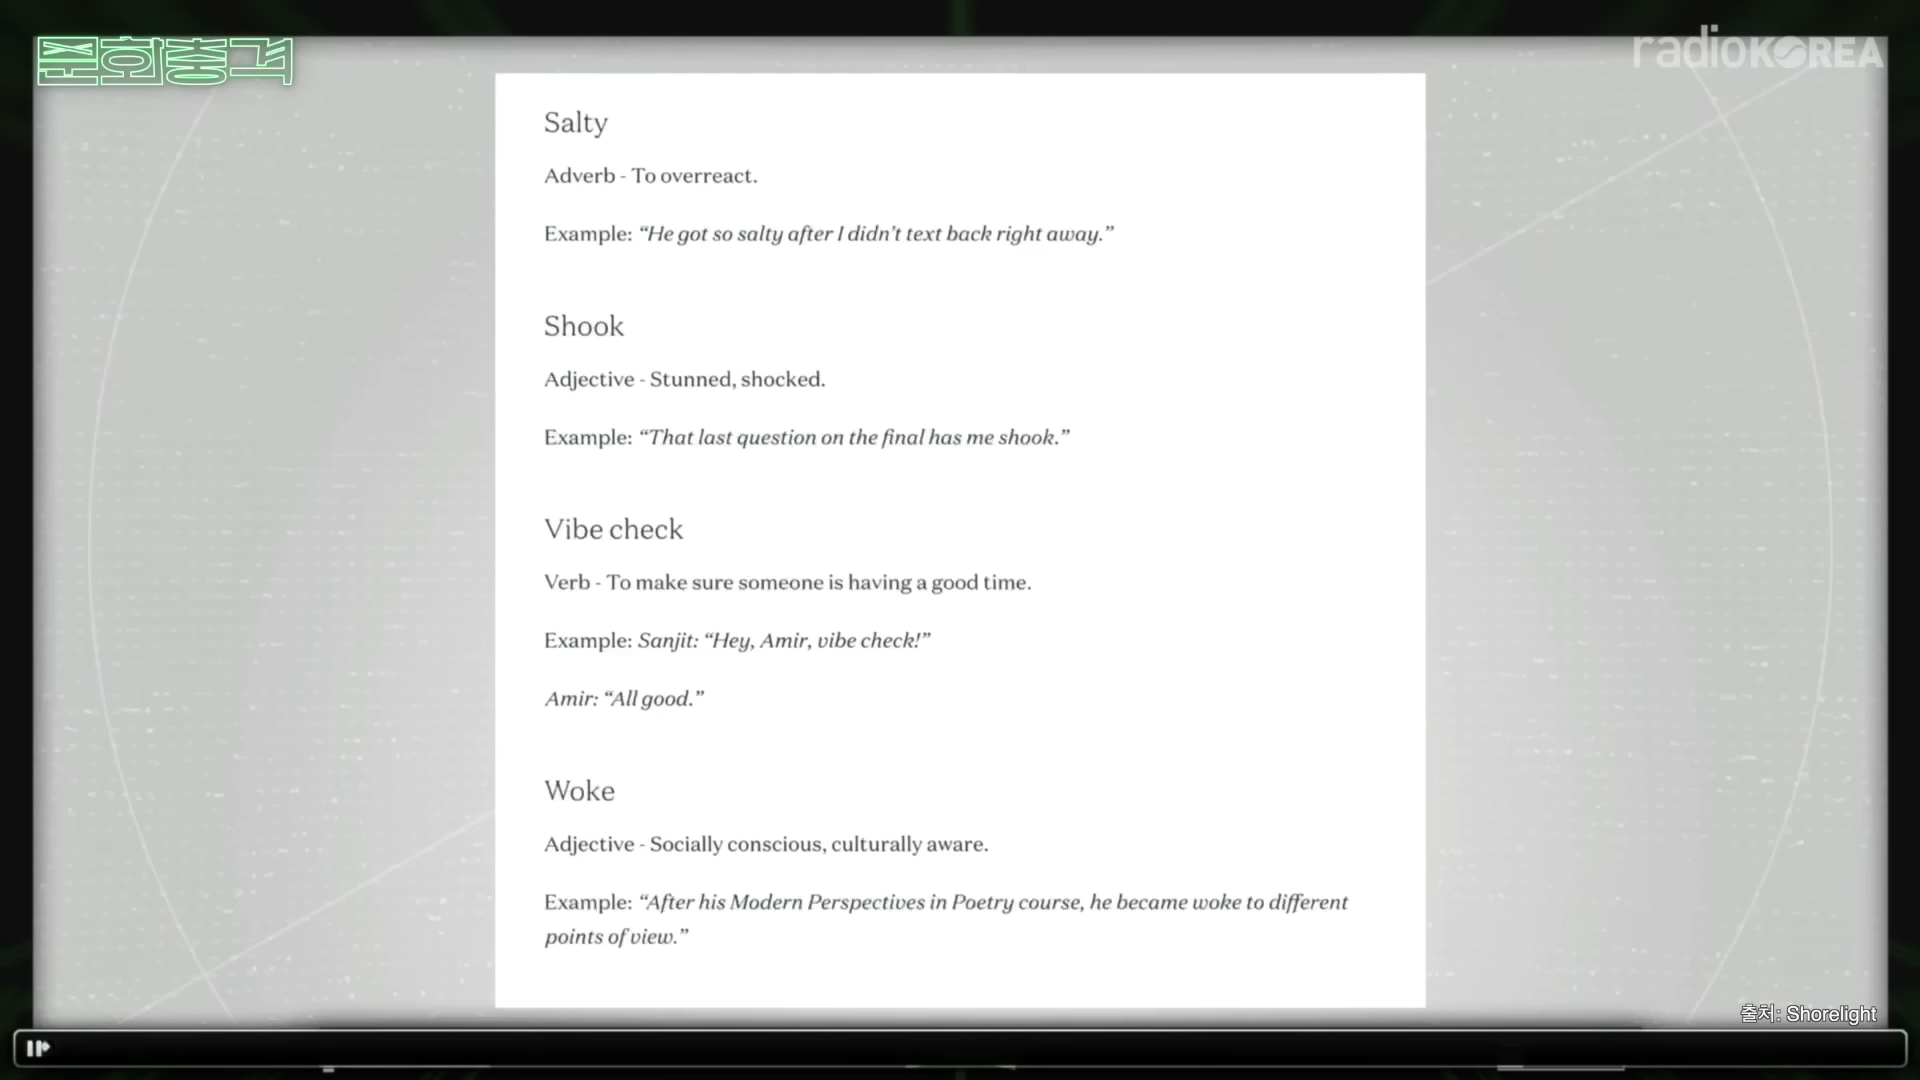 문화충격
radioKOREA
Salty
Adverb - To overreact.
Example: “He got so salty after I didn’t text back right away.”
Shook
Adjective - Stunned, shocked.
Example: “That last question on the final has me shook.”
Vibe check
Verb - To make sure someone is having a good time.
Example: Sanjit: “Hey, Amir, vibe check!”
Amir: “All good.”
Woke
Adjective - Socially conscious, culturally aware.
Example: “After his Modern Perspectives in Poetry course, he became woke to different
points of view.”
출처: Shorelight